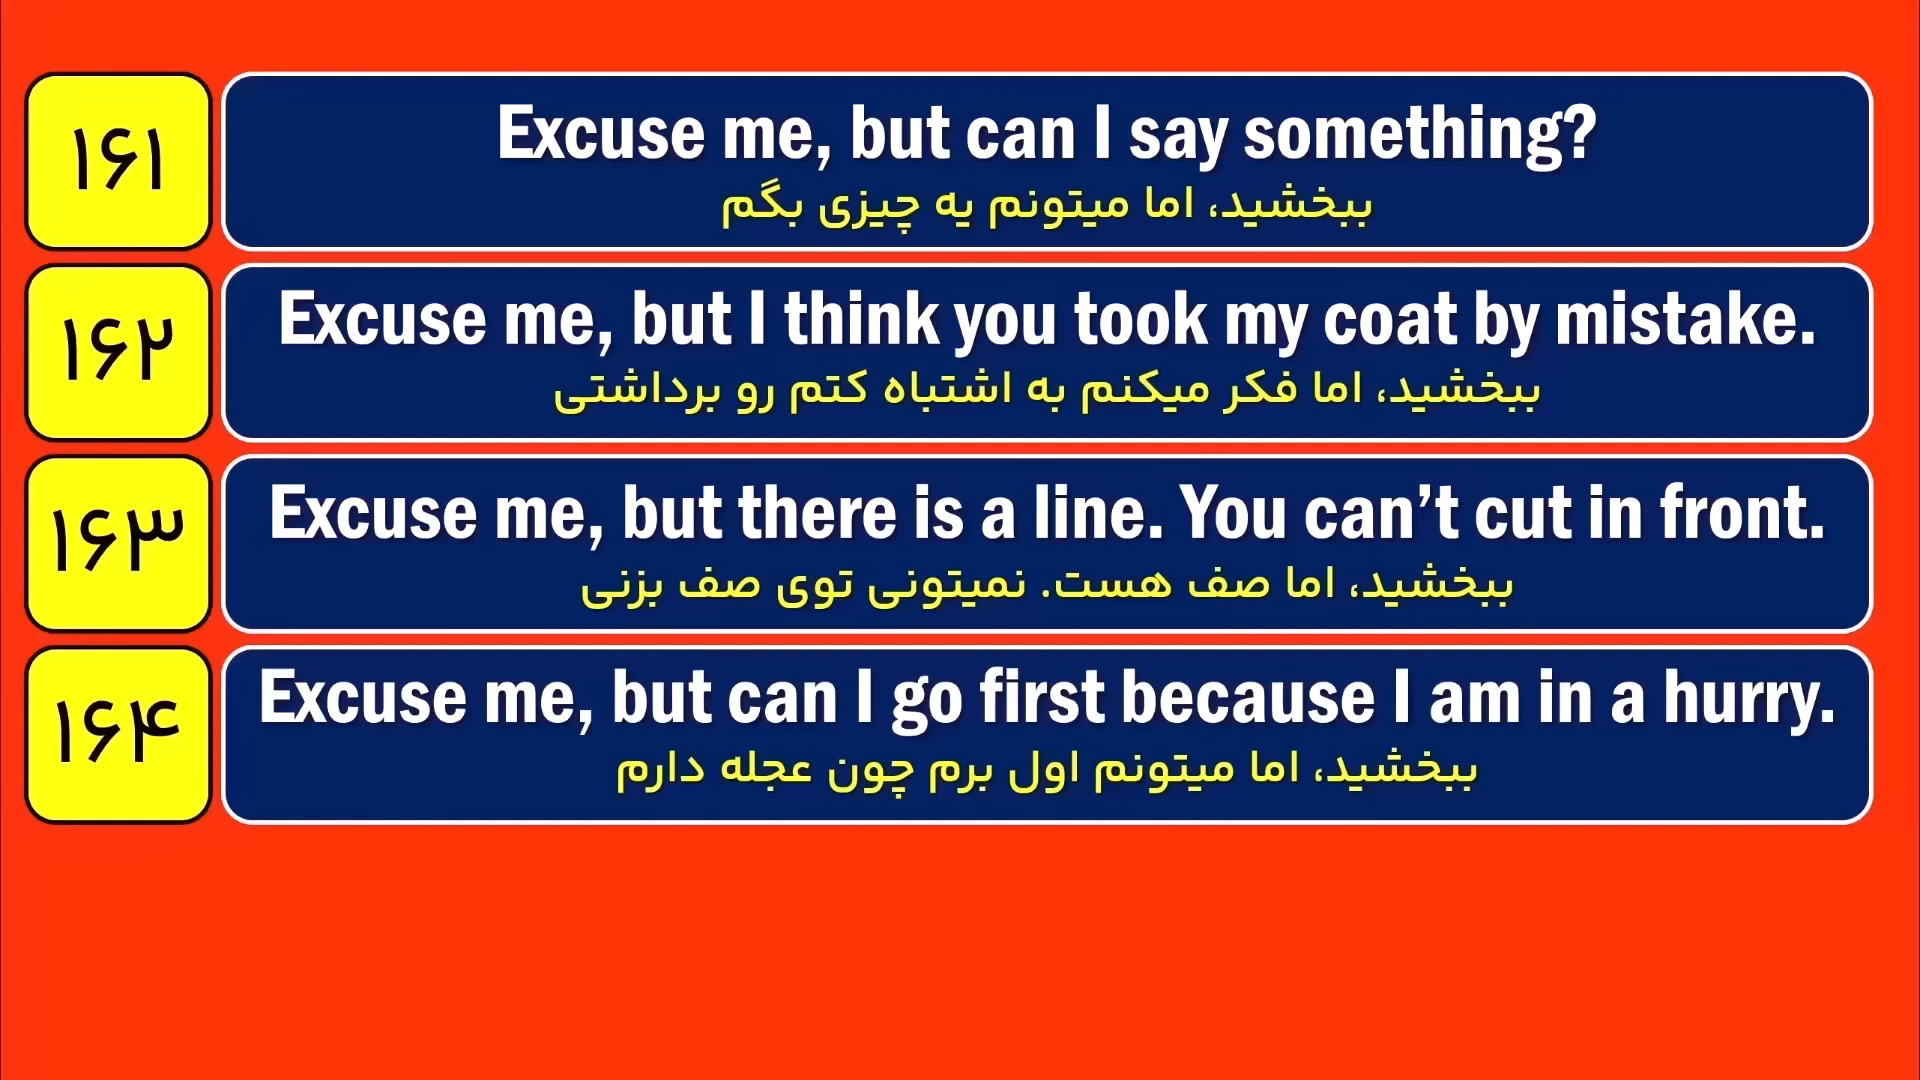 ۱۶۱
Excuse me, but can I say something?
ببخشید، اما میتونم یه چیزی بگم
۱۶۲
Excuse me, but I think you took my coat by mistake.
ببخشید، اما فکر میکنم به اشتباه کتم رو برداشتی
۱۶۳
Excuse me, but there is a line. You can’t cut in front.
ببخشید، اما صف هست. نمیتونی توی صف بزنی
۱۶۴
Excuse me, but can I go first because I am in a hurry.
ببخشید، اما میتونم اول برم چون عجله دارم